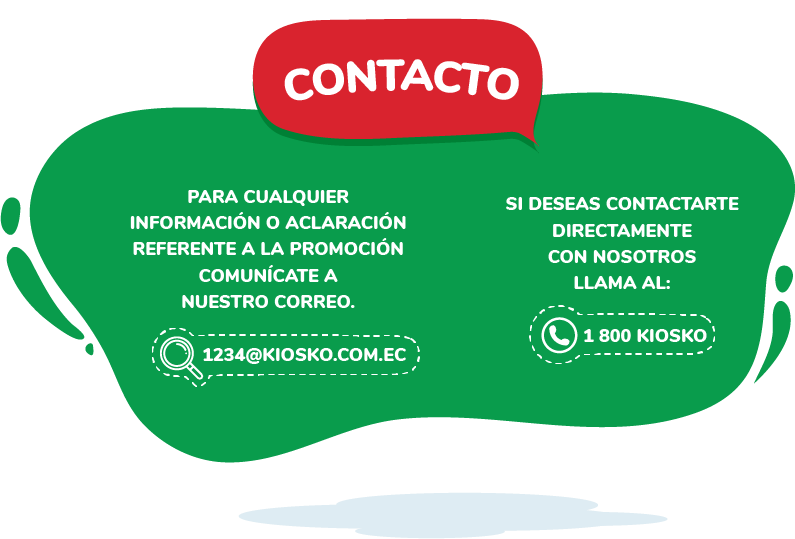 CONTACTO
PARA CUALQUIER
INFORMACIÓN O ACLARACIÓN
REFERENTE A LA PROMOCIÓN
COMUNÍCATE A
NUESTRO CORREO.
1234@KIOSKO.COM.EC
SI DESEAS CONTACTARTE
DIRECTAMENTE
CON NOSOTROS
LLAMA AL:
1 800 KIOSKO